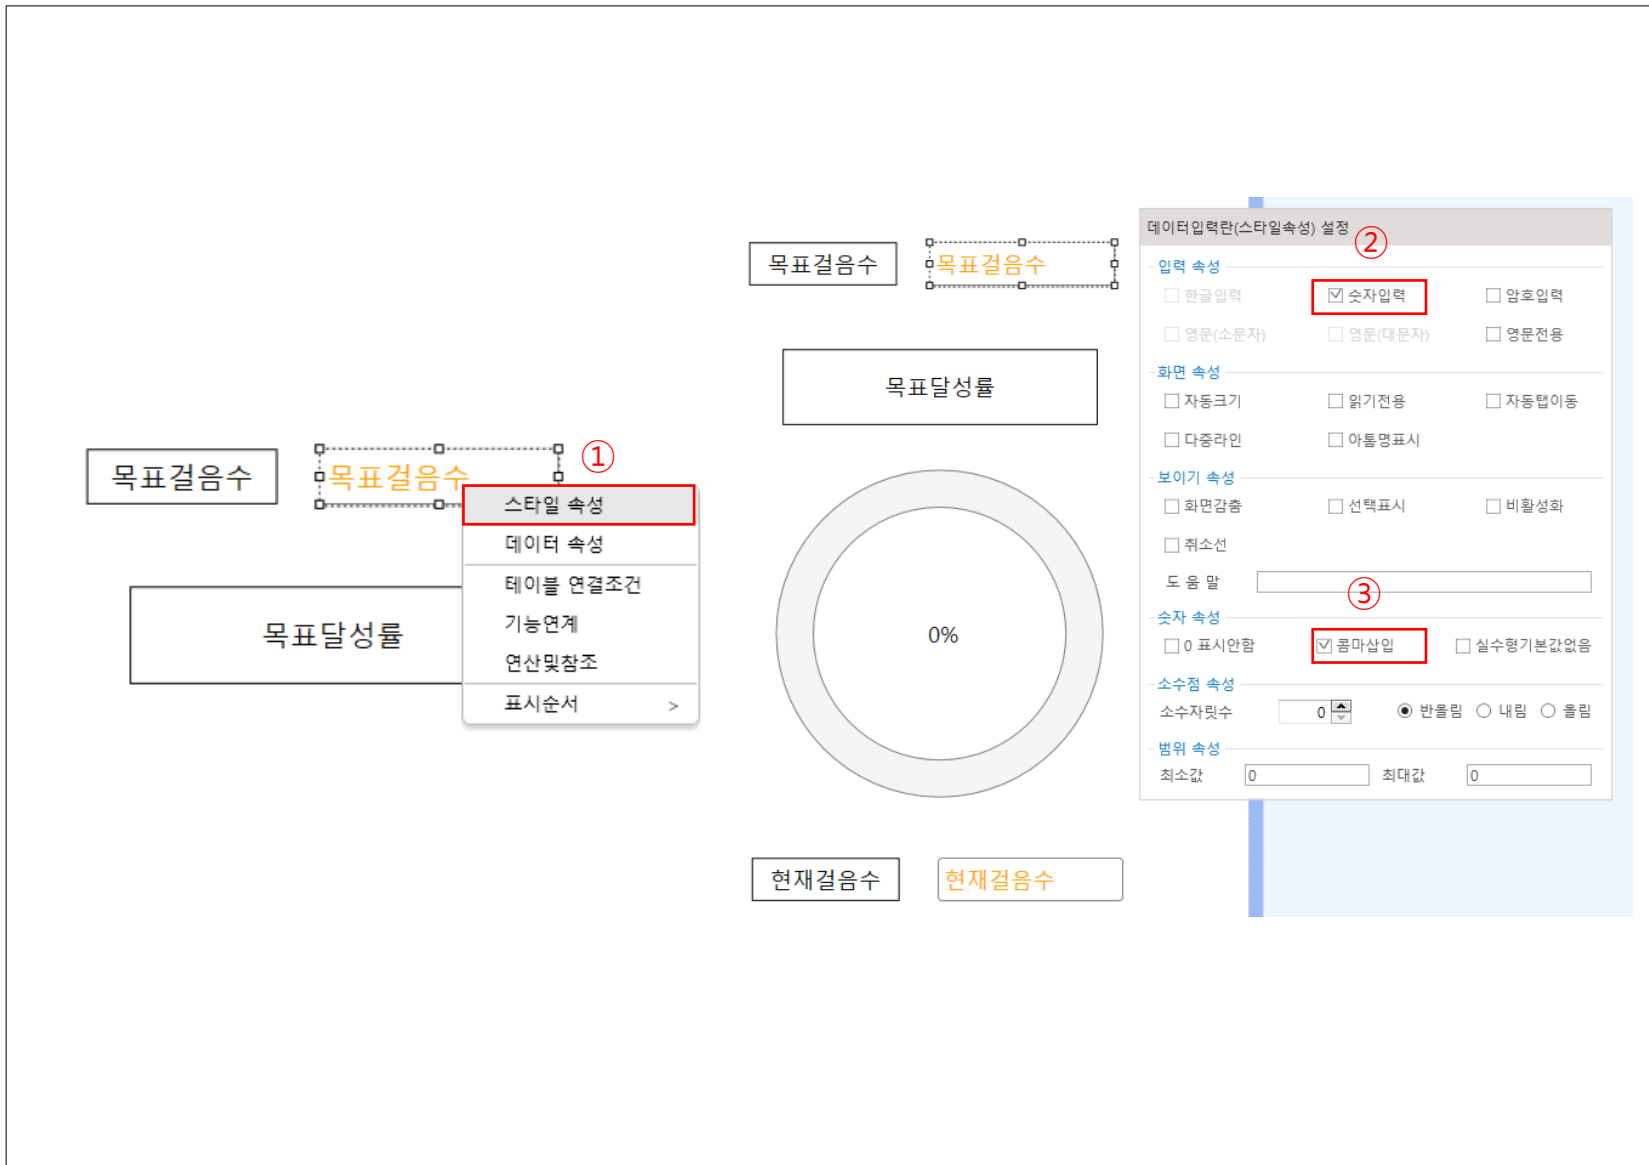 목표걸음수
목표걸음수
①
스타일 속성
데이터 속성
테이블 연결조건
기능연계
연산및참조
표시순서 >
목표달성률
목표걸음수
목표걸음수
목표달성률
0%
현재걸음수
현재걸음수
데이터입력란(스타일속성) 설정
②
입력 속성
한글입력 숫자입력 암호입력
영문(소문자) 영문(대문자) 영문전용
화면 속성
자동크기 읽기전용 자동탭이동
다중라인 아톰명표시
보이기 속성
화면감춤 선택표시 비활성화
취소선
도 움 말
③
숫자 속성
0 표시안함 콤마삽입 실수형기본값없음
소수점 속성
소수자릿수 0 반올림 내림 올림
범위 속성
최소값 0 최대값 0